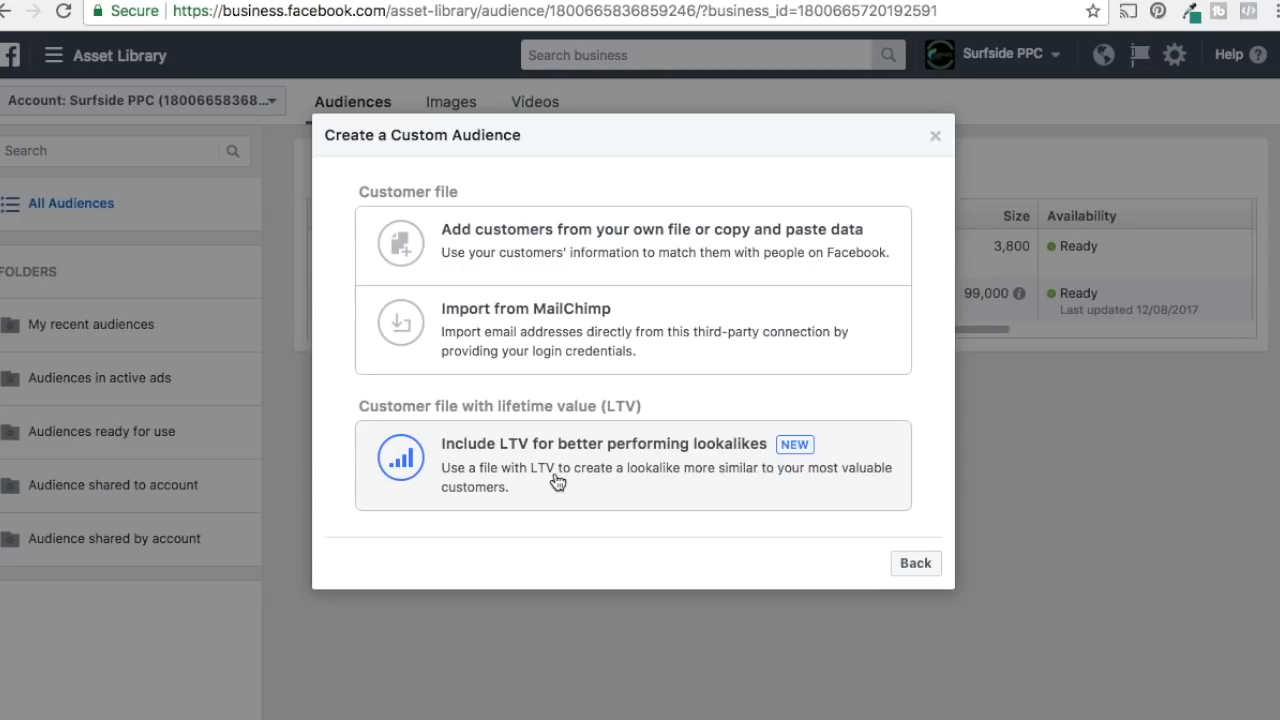 Secure
https://business.facebook.com/asset-library/audience/1800665836859246/?business_id=1800665720192591
Asset Library
Search business
Surfside PPC
Help
Account: Surfside PPC (18006658368...
Audiences
Images
Videos
Create a Custom Audience
Search
Customer file
Add customers from your own file or copy and paste data
Use your customers' information to match them with people on Facebook.
All Audiences
Size
Availability
3,800
Ready
FOLDERS
Import from MailChimp
Import email addresses directly from this third-party connection by
providing your login credentials.
99,000
Ready
Last updated 12/08/2017
My recent audiences
Audiences in active ads
Customer file with lifetime value (LTV)
Audiences ready for use
Include LTV for better performing lookalikes NEW
Use a file with LTV to create a lookalike more similar to your most valuable
customers.
Audience shared to account
Audience shared by account
Back